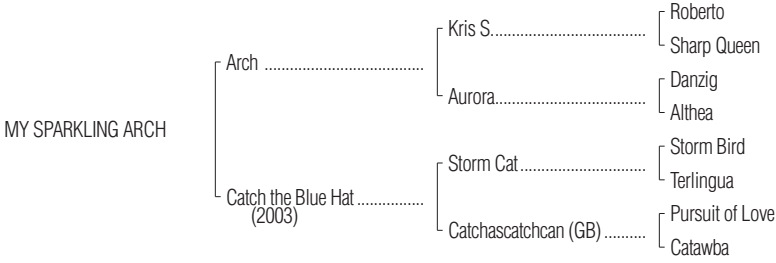 Roberto
Kris S.......................................
Sharp Queen
Arch ......................................
Danzig
Aurora....................................
Althea
MY SPARKLING ARCH
Storm Bird
Storm Cat..............................
Terlingua
Catch the Blue Hat ................
(2003)
Pursuit of Love
Catchascatchcan (GB) ..........
Catawba